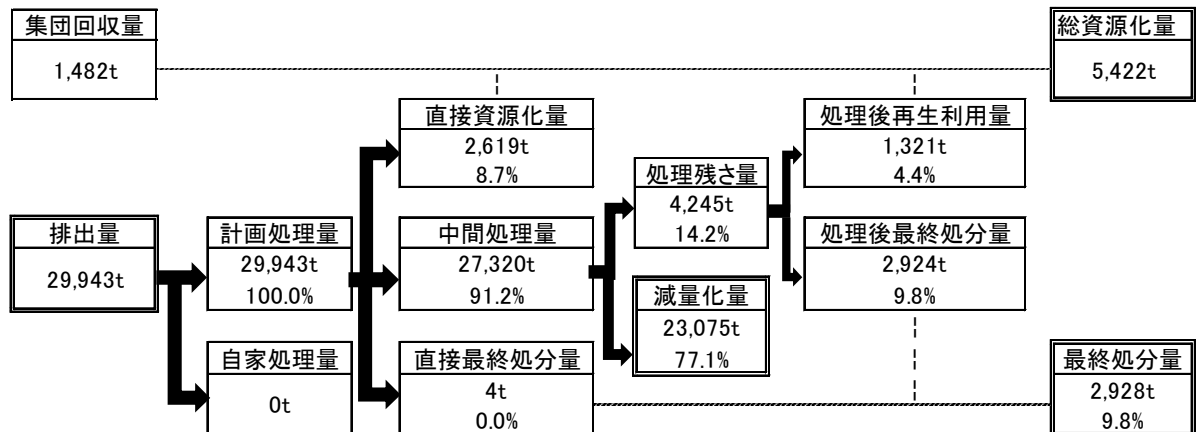 集団回収量
1,482t
総資源化量
5,422t
直接資源化量
2,619t
8.7%
処理後再生利用量
1,321t
4.4%
処理残さ量
4,245t
14.2%
排出量
29,943t
計画処理量
29,943t
100.0%
中間処理量
27,320t
91.2%
処理後最終処分量
2,924t
9.8%
減量化量
23,075t
77.1%
自家処理量
0t
直接最終処分量
4t
0.0%
最終処分量
2,928t
9.8%